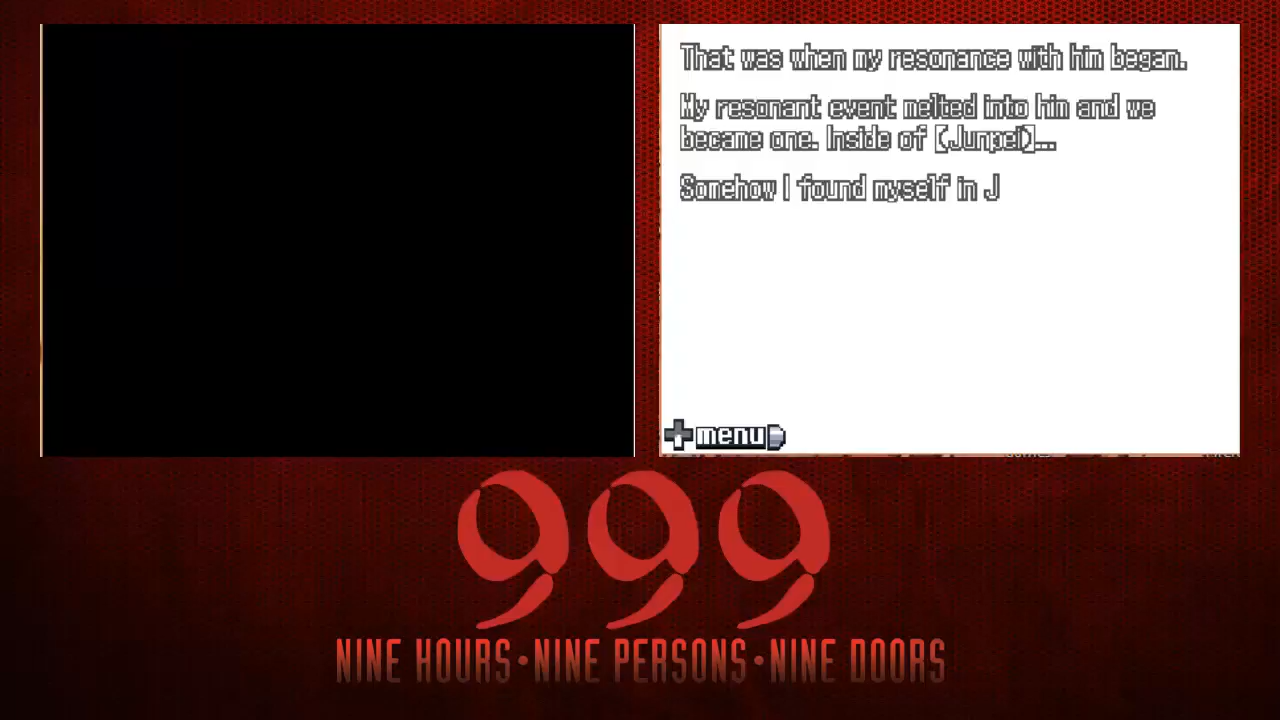 That was when my resonance with him began.
My resonant event melted into him and we
became one. Inside of (Junpei)...
Somehow I found myself in J
menu
999
NINE HOURS•NINE PERSONS•NINE DOORS